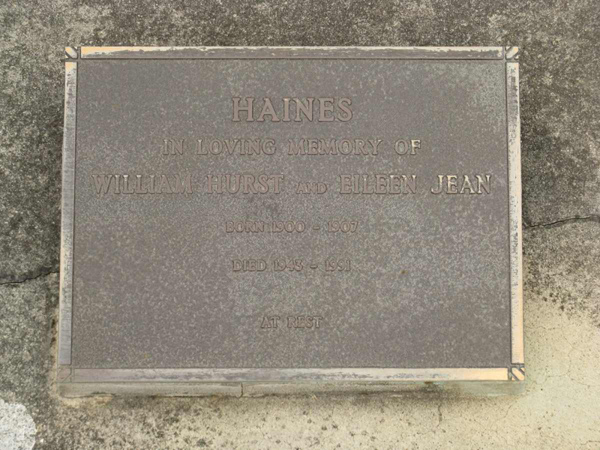 HAINES
IN LOVING MEMORY OF
WILLIAM HURST AND EILEEN JEAN
BORN 1900 - 1907
DIED 1943 - 1991
AT REST